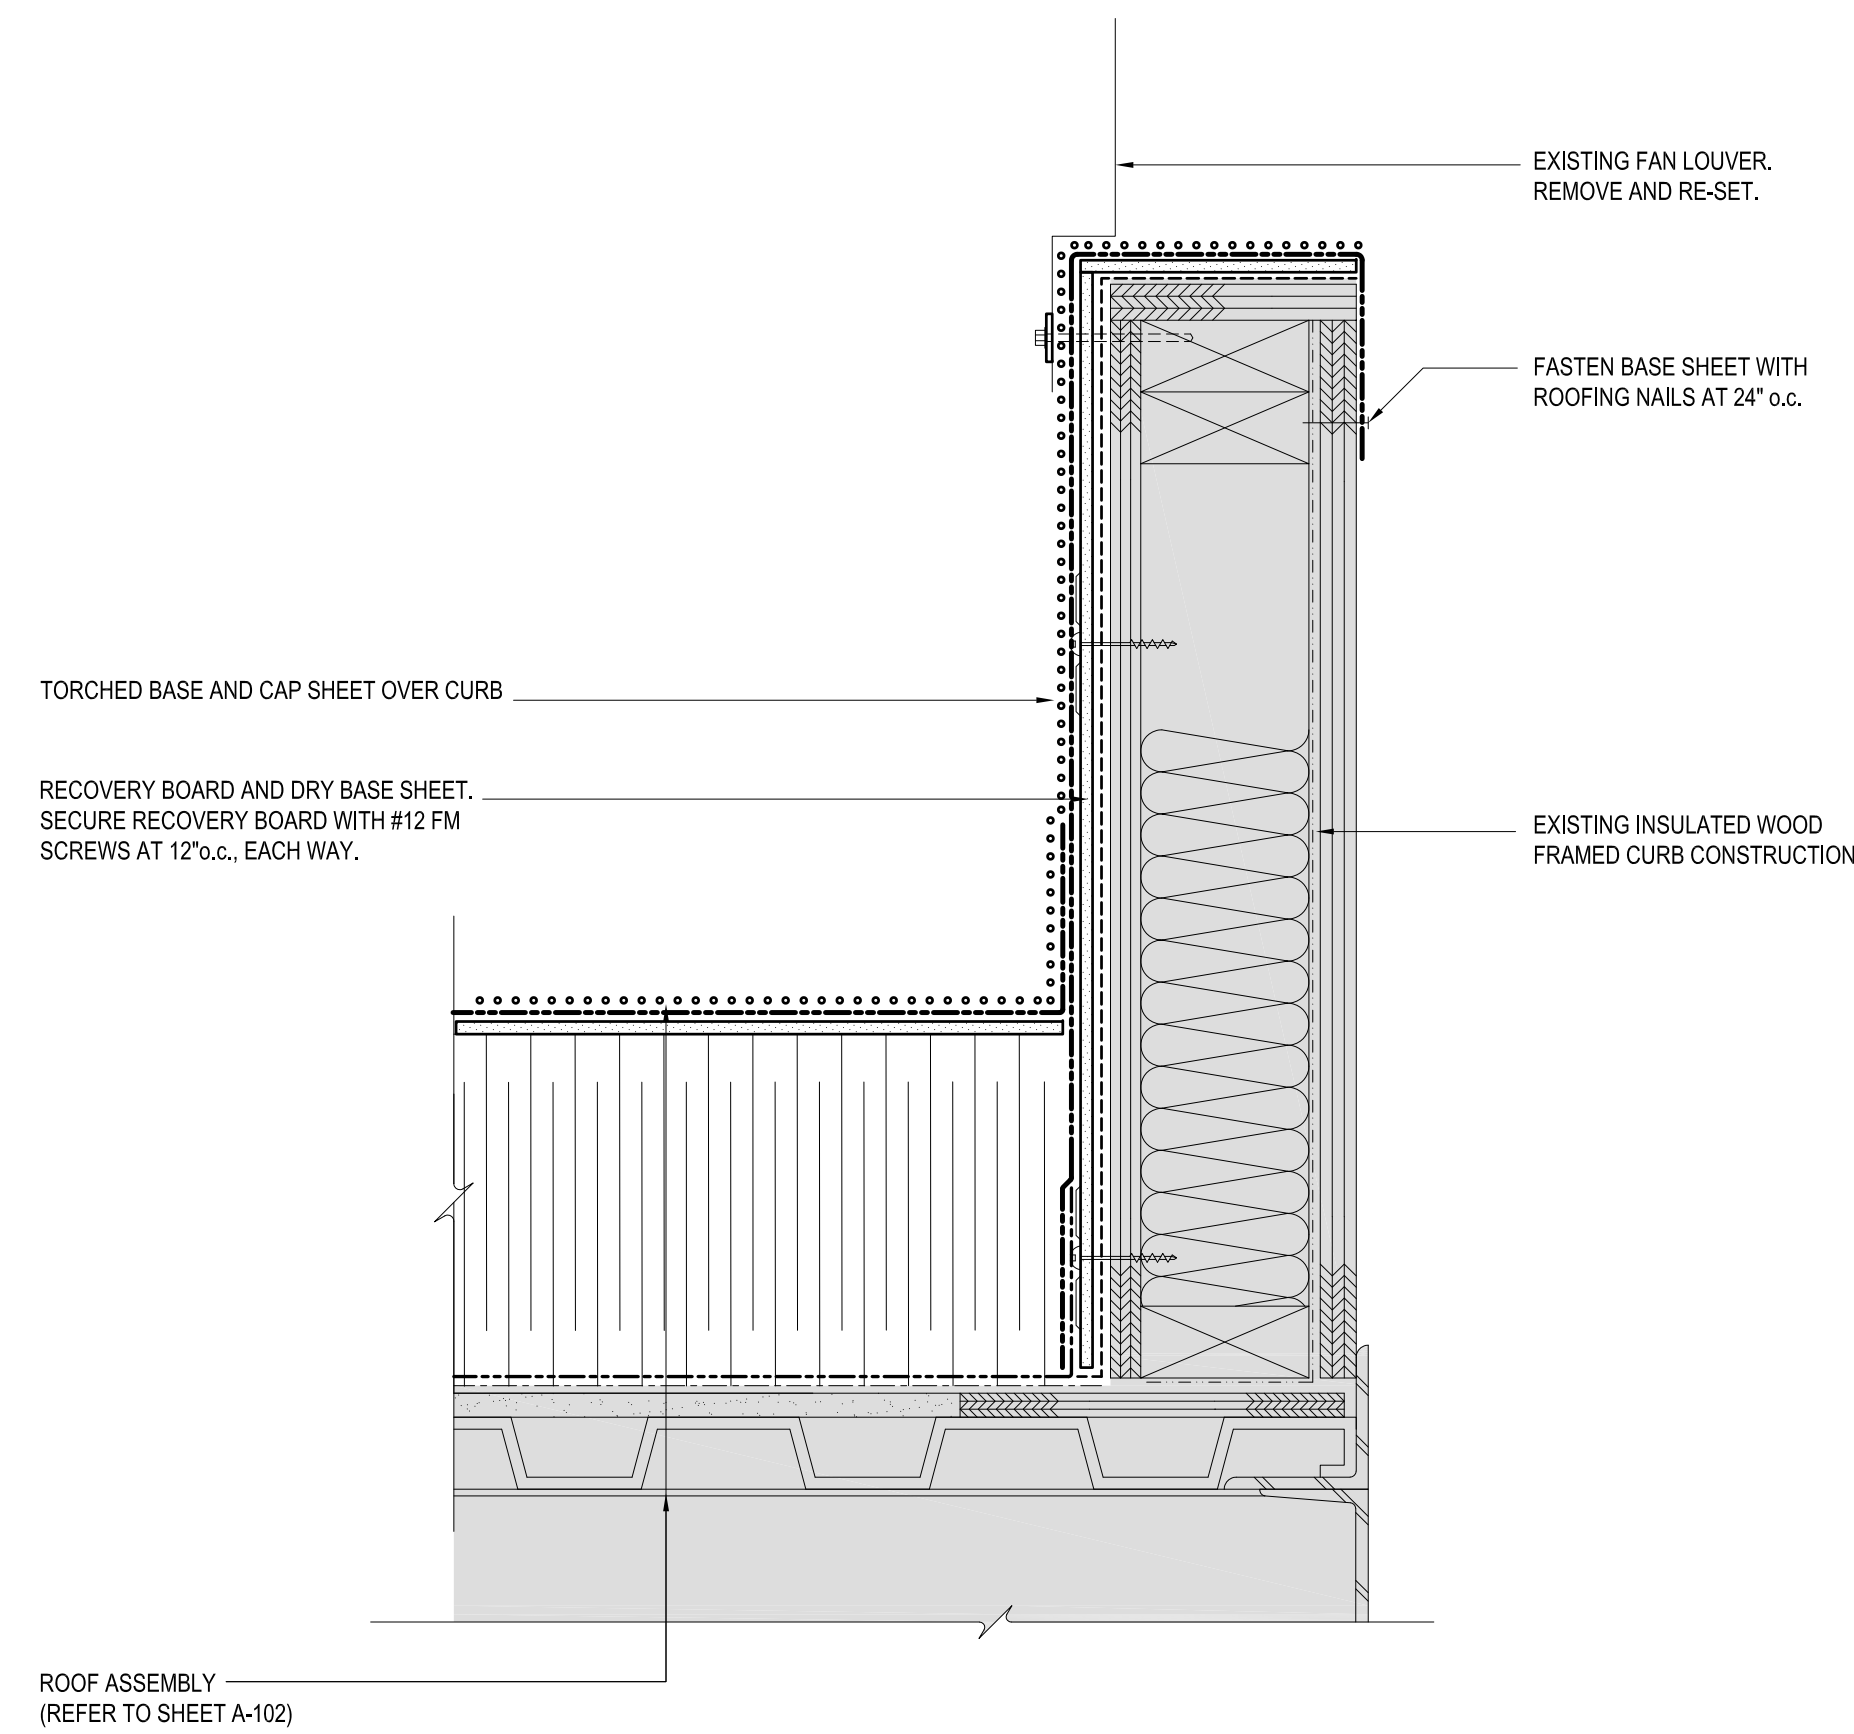 EXISTING FAN LOUVER.
REMOVE AND RE-SET.
FASTEN BASE SHEET WITH
ROOFING NAILS AT 24" o.c.
TORCHED BASE AND CAP SHEET OVER CURB
RECOVERY BOARD AND DRY BASE SHEET.
SECURE RECOVERY BOARD WITH #12 FM
SCREWS AT 12"o.c., EACH WAY.
EXISTING INSULATED WOOD
FRAMED CURB CONSTRUCTION
ROOF ASSEMBLY
(REFER TO SHEET A-102)